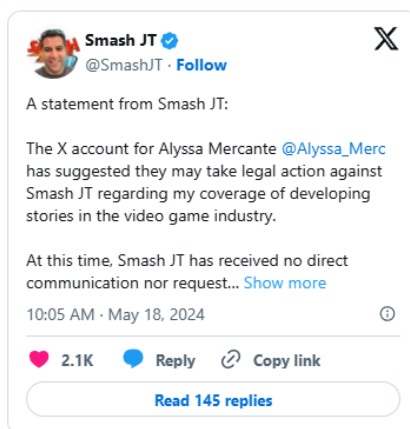 Smash JT
@SmashJT · Follow
A statement from Smash JT:
The X account for Alyssa Mercante @Alyssa_Merc
has suggested they may take legal action against
Smash JT regarding my coverage of developing
stories in the video game industry.
At this time, Smash JT has received no direct
communication nor request... Show more
10:05 AM · May 18, 2024
2.1K Reply Copy link
Read 145 replies